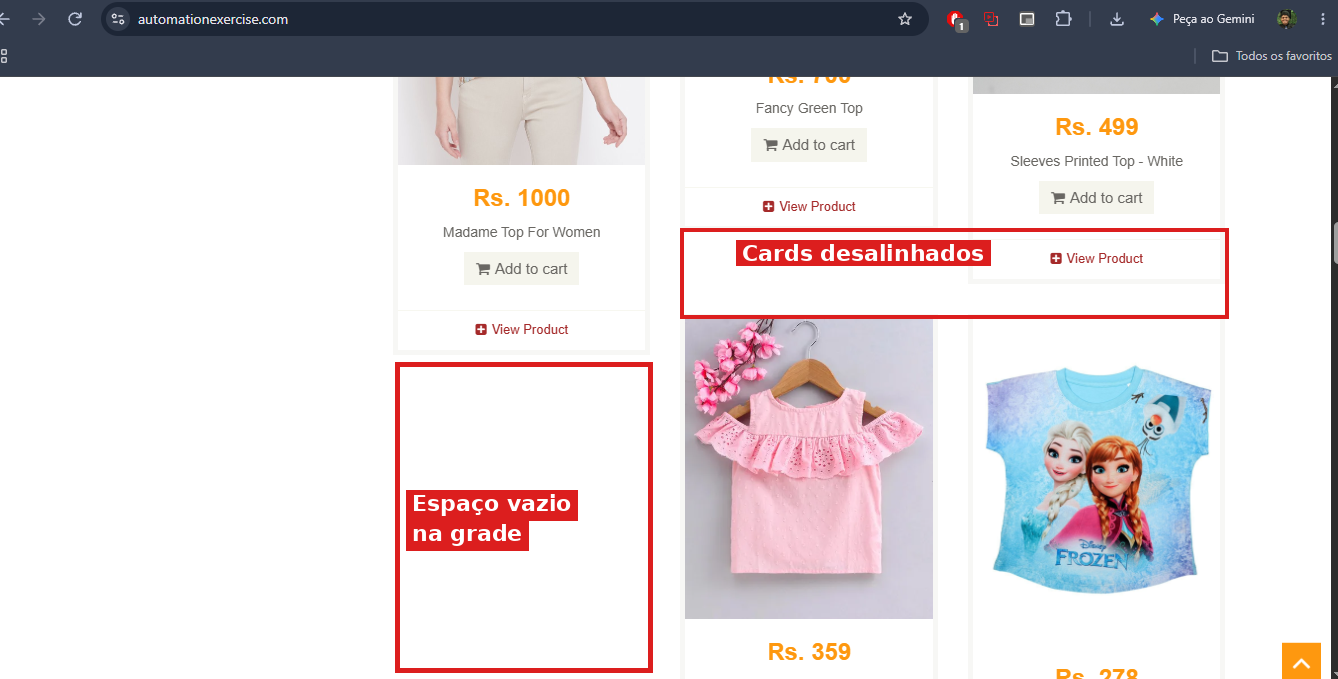 automationexercise.com
1
Peça ao Gemini
Todos os favoritos
Rs. 700
Fancy Green Top
Add to cart
View Product
Rs. 499
Sleeves Printed Top - White
Add to cart
View Product
Rs. 1000
Madame Top For Women
Add to cart
View Product
Cards desalinhados
Espaço vazio
na grade
Disney
FROZEN
Rs. 359
Rs. 278